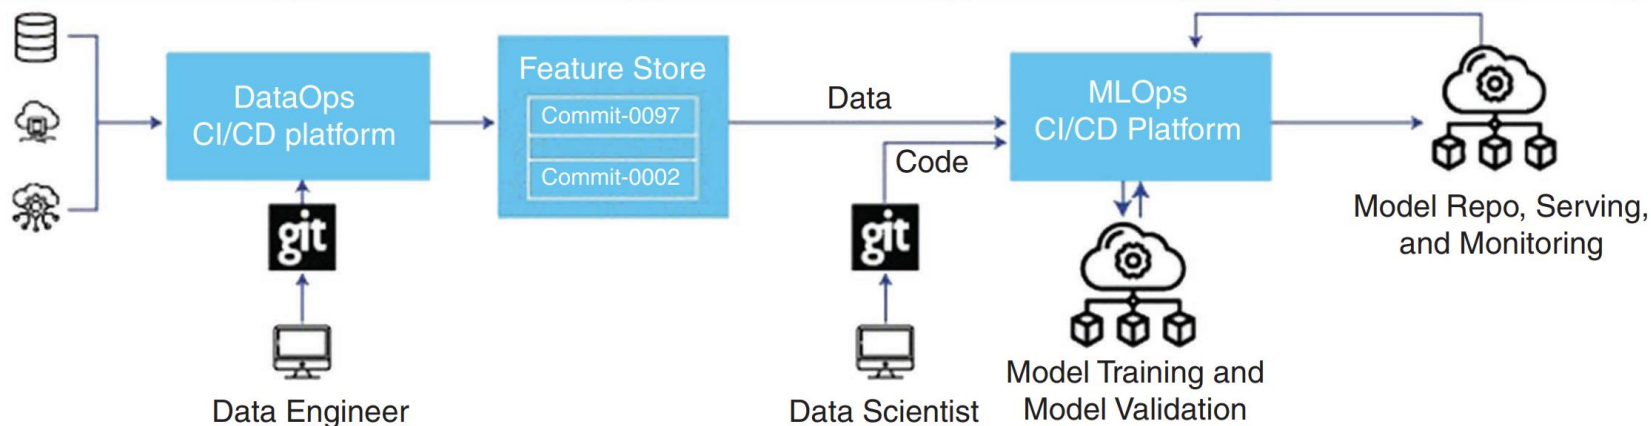 DataOps
CI/CD platform
Feature Store
Commit-0097
Commit-0002
Data
Code
MLOps
CI/CD Platform
git
git
Data Engineer
Data Scientist
Model Training and
Model Validation
Model Repo, Serving,
and Monitoring